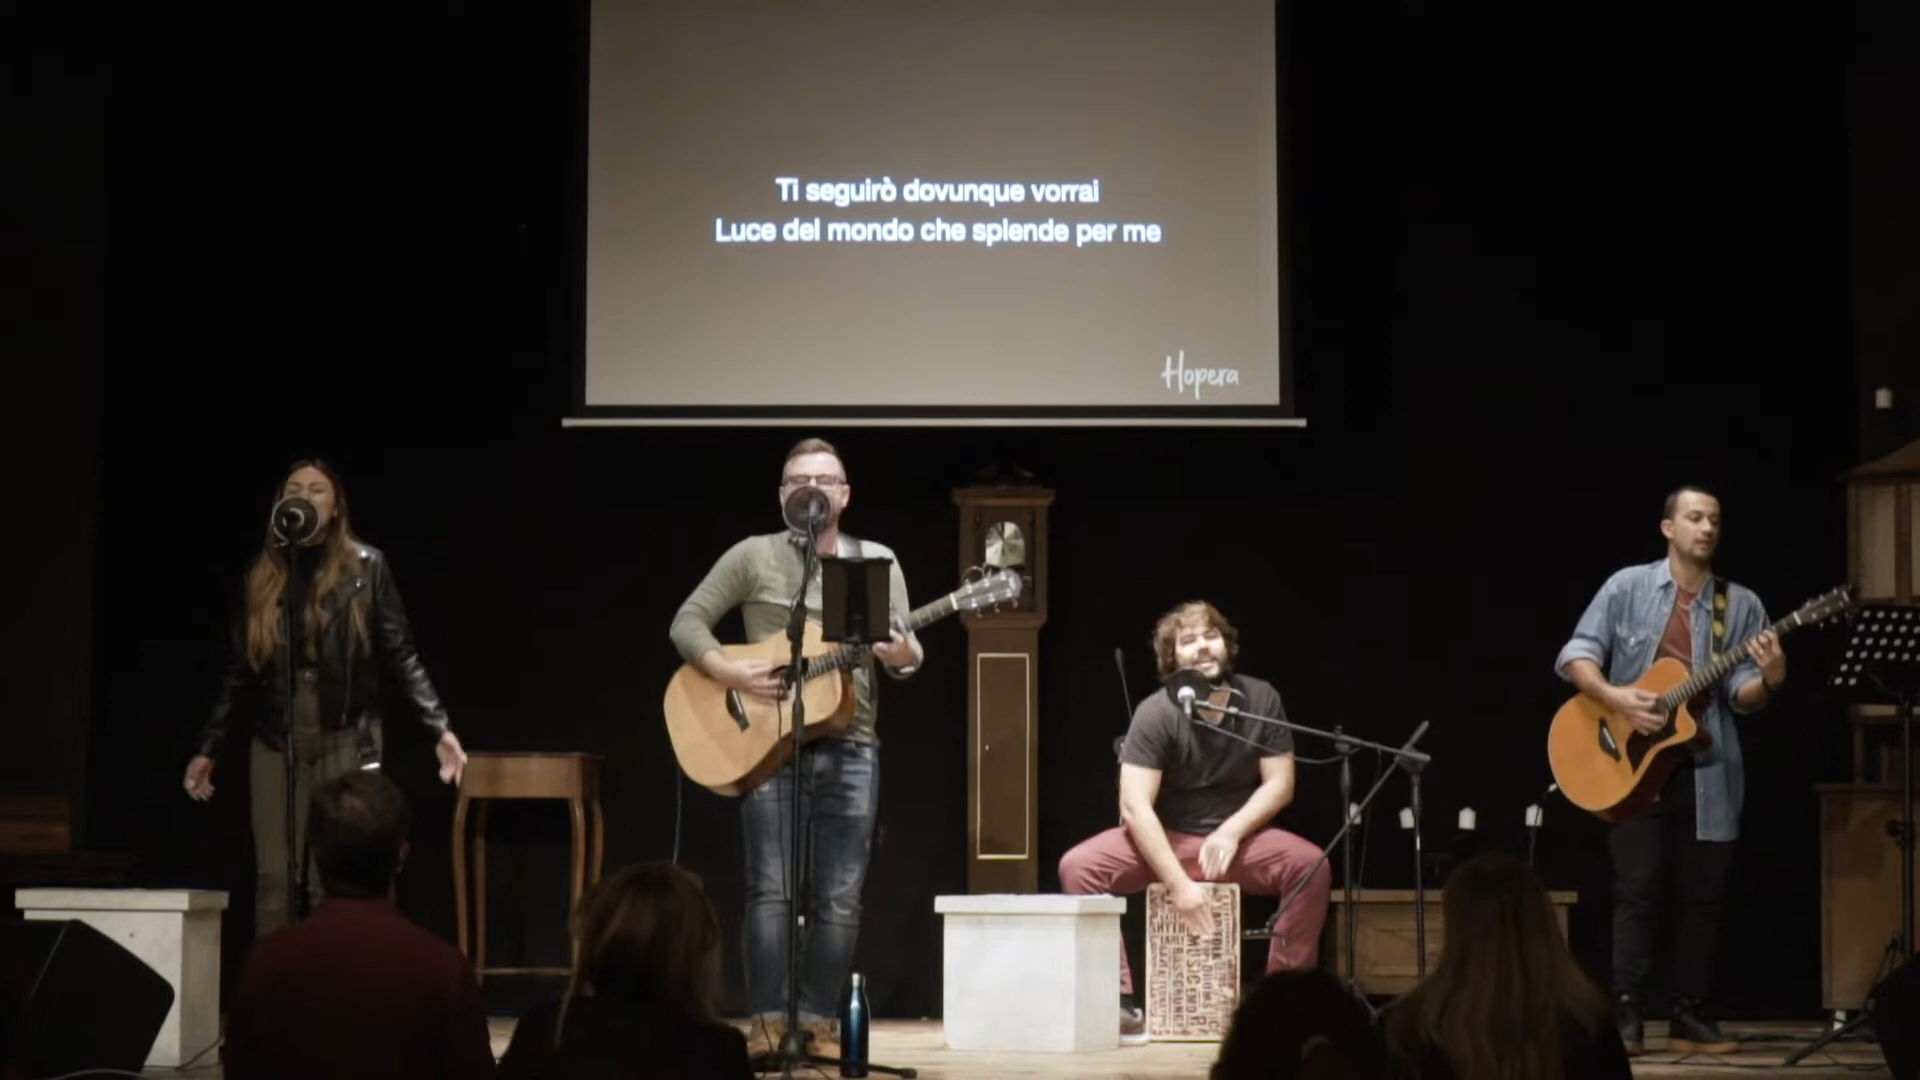 Ti seguirò dovunque vorrai
Luce del mondo che splende per me
Hopera